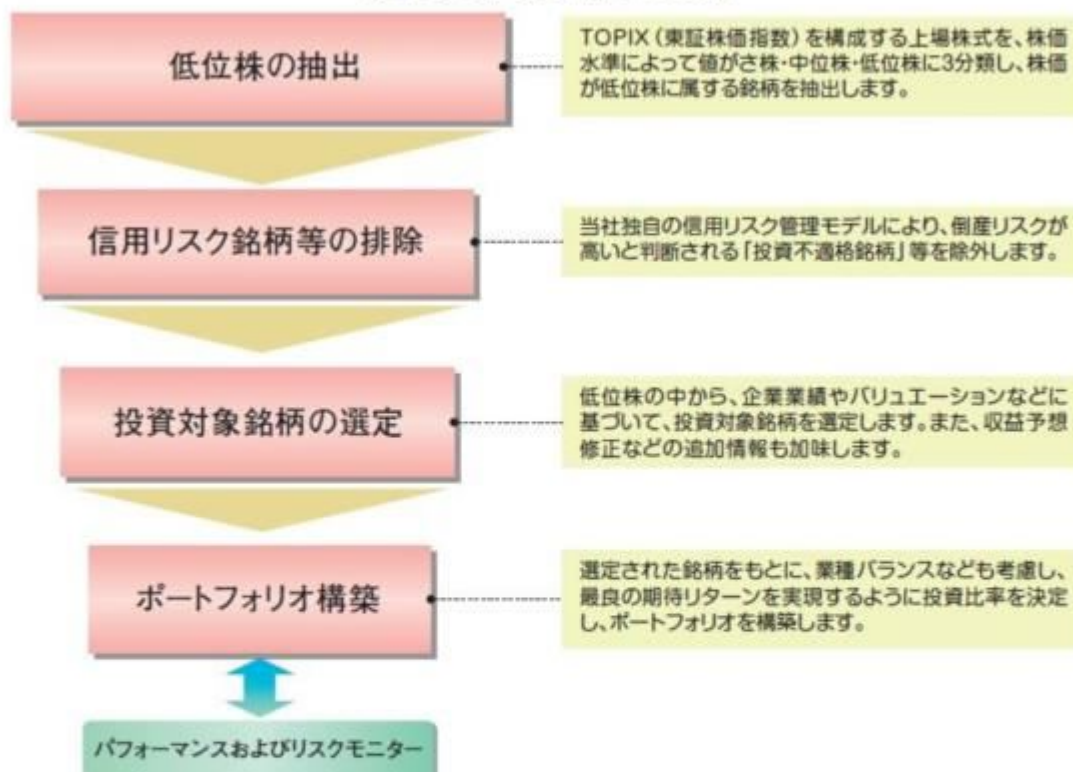 低位株の抽出
TOPIX(東証株価指数)を構成する上場株式を、株価
水準によって値がさ株・中位株・低位株に3分類し、株価
が低位株に属する銘柄を抽出します。
信用リスク銘柄等の排除
当社独自の信用リスク管理モデルにより、倒産リスクが
高いと判断される「投資不適格銘柄」等を除外します。
投資対象銘柄の選定
低位株の中から、企業業績やバリュエーションなどに
基づいて、投資対象銘柄を選定します。また、収益予想
修正などの追加情報も加味します。
ポートフォリオ構築
選定された銘柄をもとに、業種バランスなども考慮し、
最良の期待リターンを実現するように投資比率を決定
し、ポートフォリオを構築します。
パフォーマンスおよびリスクモニター